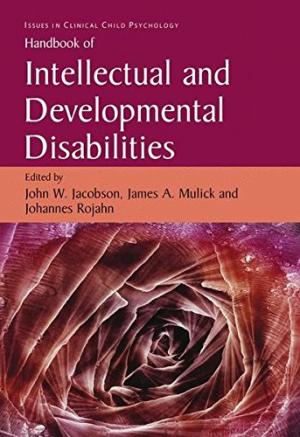 ISSUES IN CLINICAL CHILD PSYCHOLOGY
Handbook of
Intellectual and
Developmental
Disabilities
Edited by
John W. Jacobson, James A. Mulick and
Johannes Rojahn